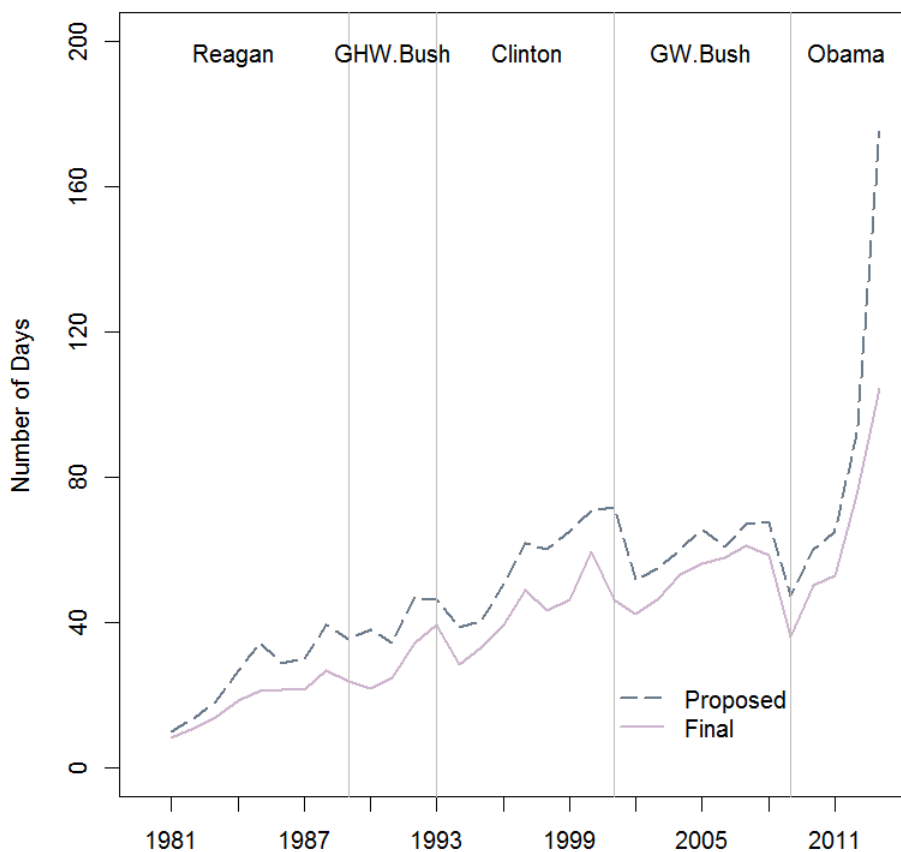 200
Reagan GHW.Bush Clinton GW.Bush Obama
160
120
Number of Days
80
40
Proposed
Final
0
1981 1987 1993 1999 2005 2011